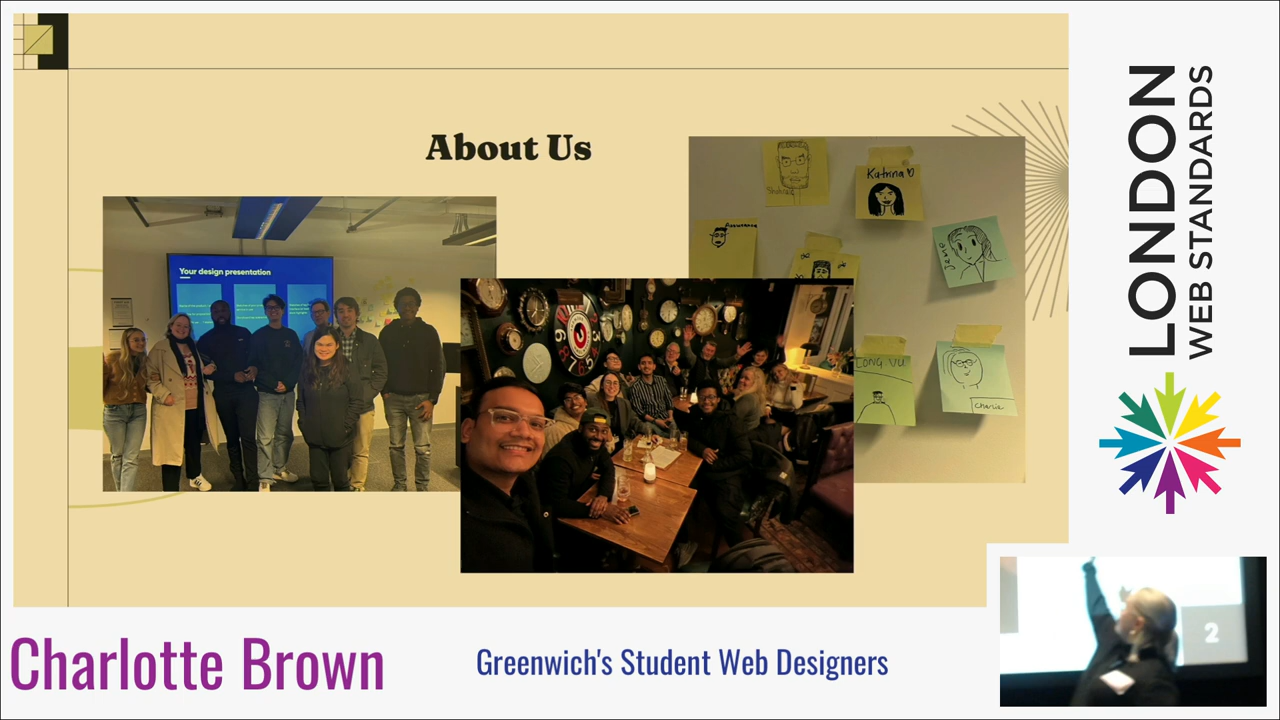 About Us
Your design presentation
Katrina
Assurance
Jane
LONG VU
Charlie
LONDON
WEB STANDARDS
2
Charlotte Brown
Greenwich's Student Web Designers